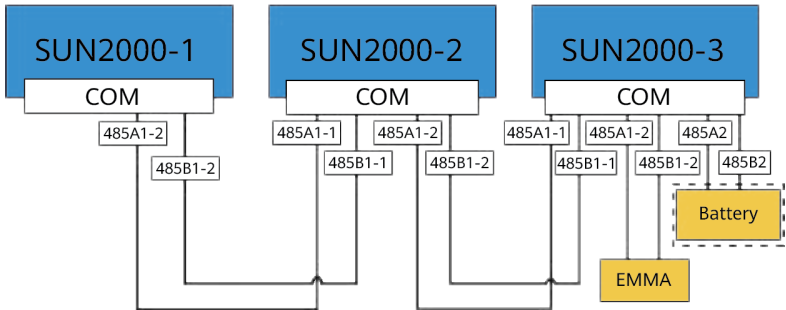 SUN2000-1
SUN2000-2
SUN2000-3
COM
COM
COM
485A1-2
485A1-1
485A1-2
485A1-1
485A1-2
485A2
485B1-2
485B1-1
485B1-2
485B1-1
485B1-2
485B2
Battery
EMMA